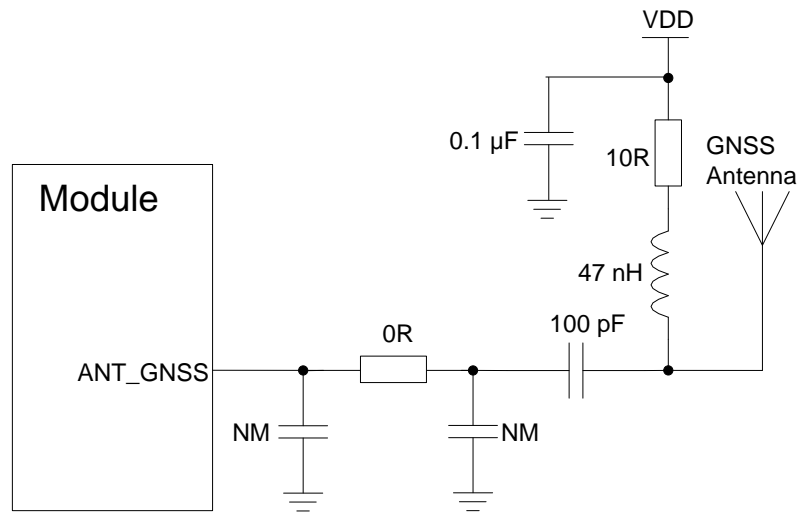 VDD
0.1 µF
10R
GNSS
Antenna
Module
47 nH
100 pF
0R
ANT_GNSS
NM
NM